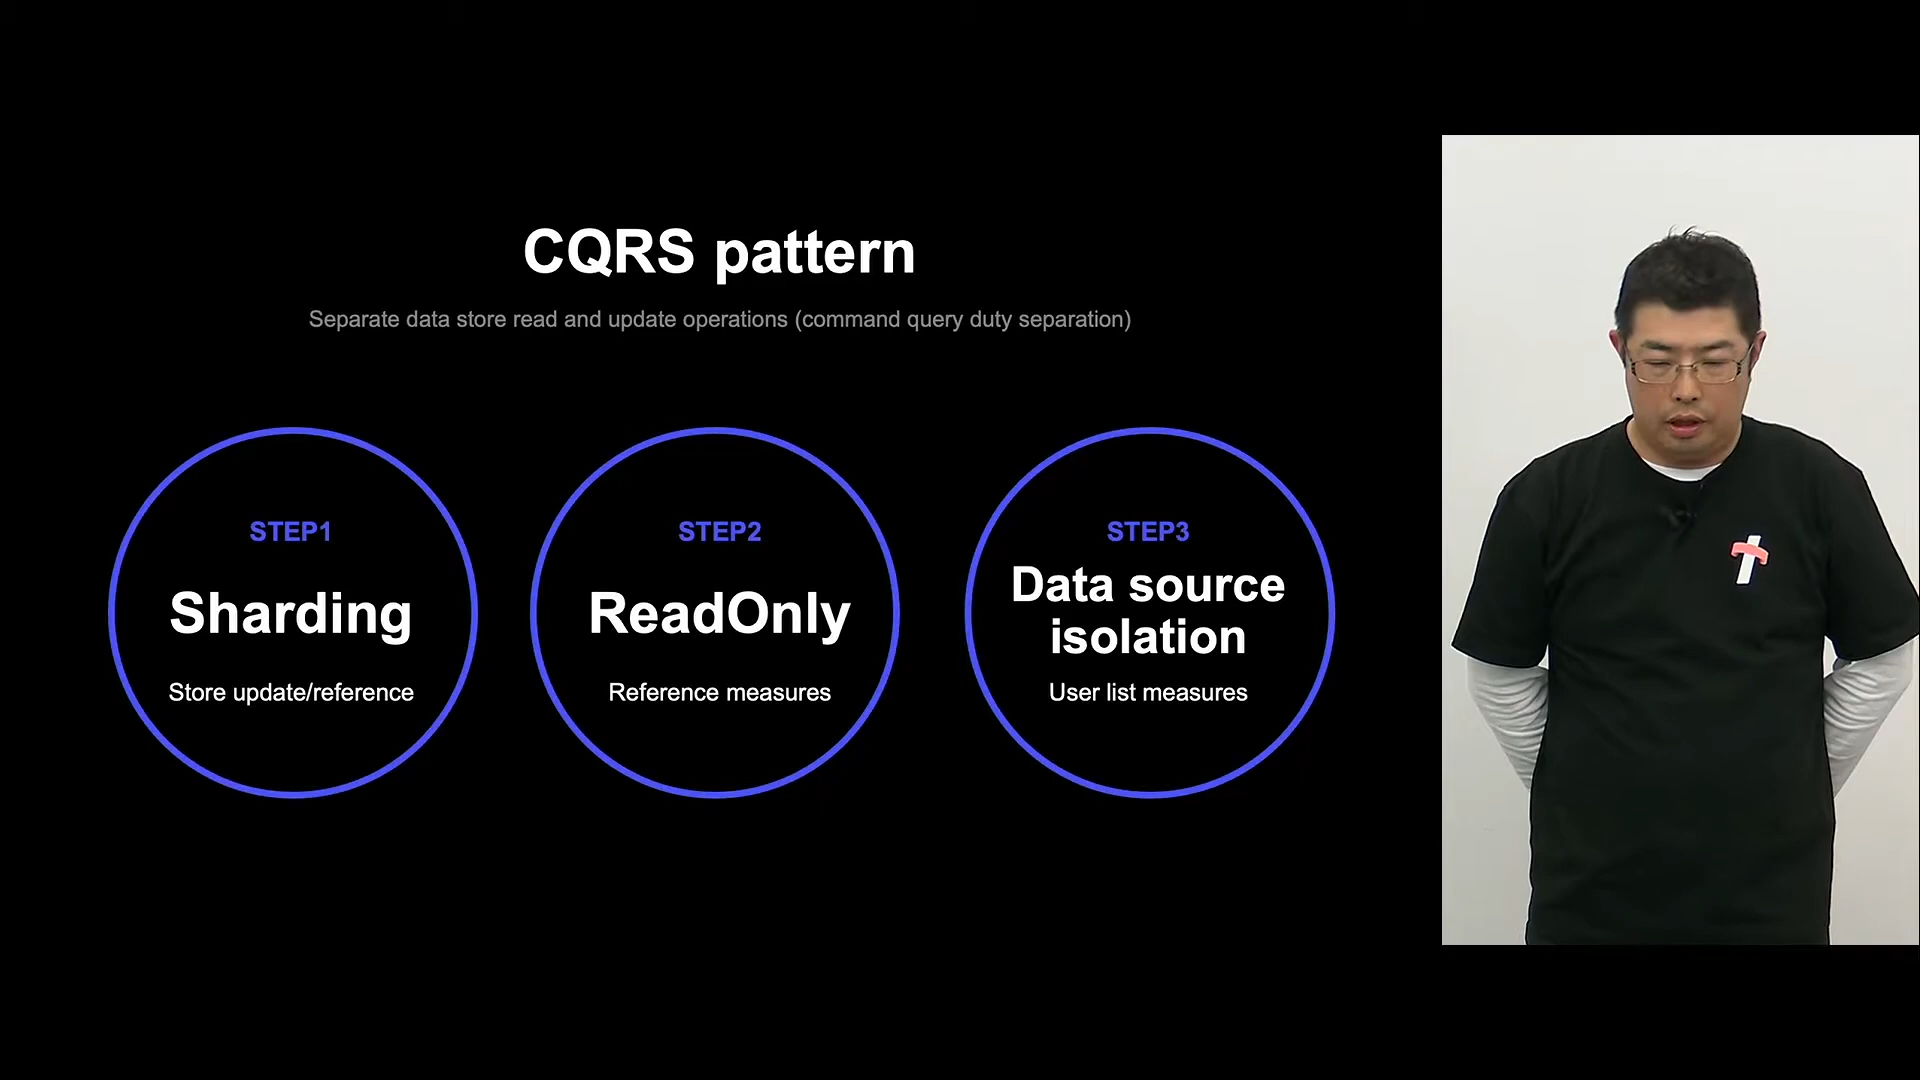 CQRS pattern
Separate data store read and update operations (command query duty separation)
STEP1
Sharding
Store update/reference
STEP2
ReadOnly
Reference measures
STEP3
Data source
isolation
User list measures